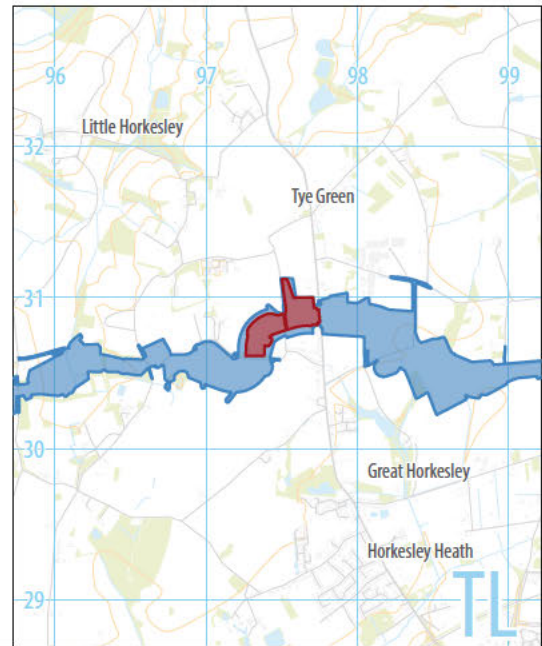 96 97 98 99
Little Horkesley
32
Tye Green
31
30
Great Horkesley
Horkesley Heath
29
TL